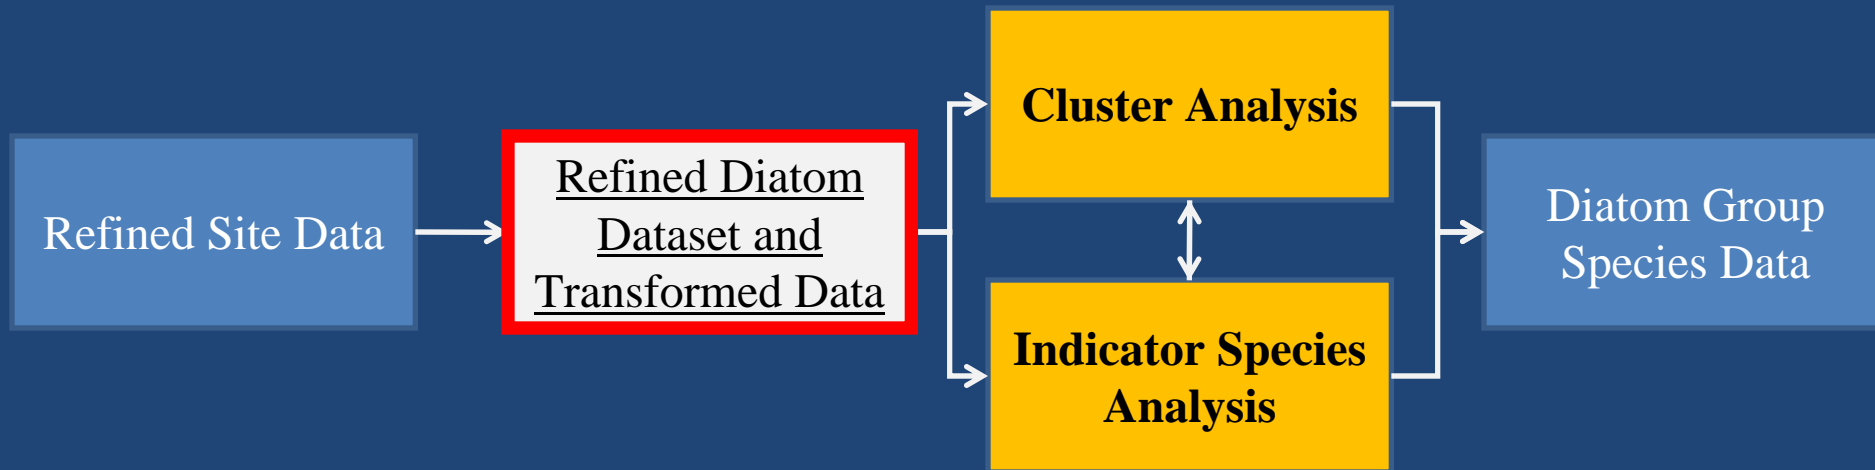 Refined Site Data
Refined Diatom
Dataset and
Transformed Data
Cluster Analysis
Indicator Species
Analysis
Diatom Group
Species Data